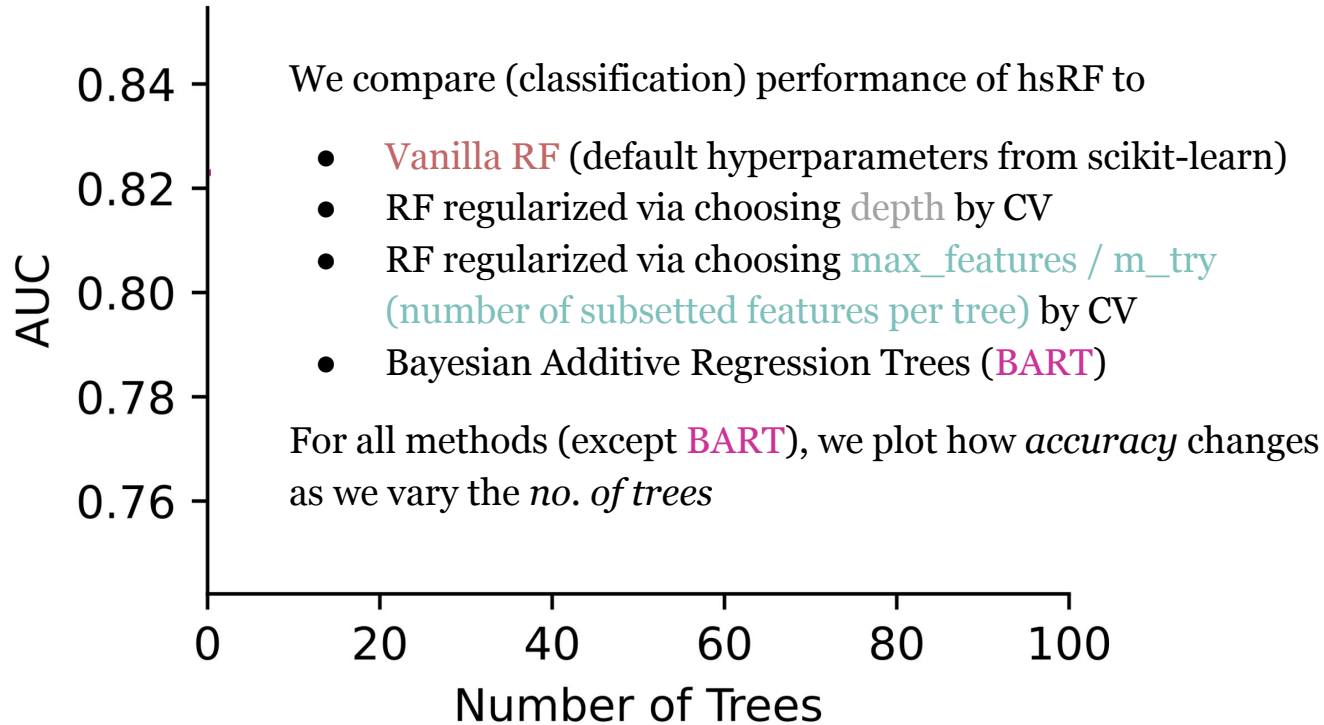 We compare (classification) performance of hsRF to
● Vanilla RF (default hyperparameters from scikit-learn)
● RF regularized via choosing depth by CV
● RF regularized via choosing max_features / m_try
(number of subsetted features per tree) by CV
● Bayesian Additive Regression Trees (BART)
For all methods (except BART), we plot how accuracy changes
as we vary the no. of trees
AUC
0.84
0.82
0.80
0.78
0.76
0 20 40 60 80 100
Number of Trees